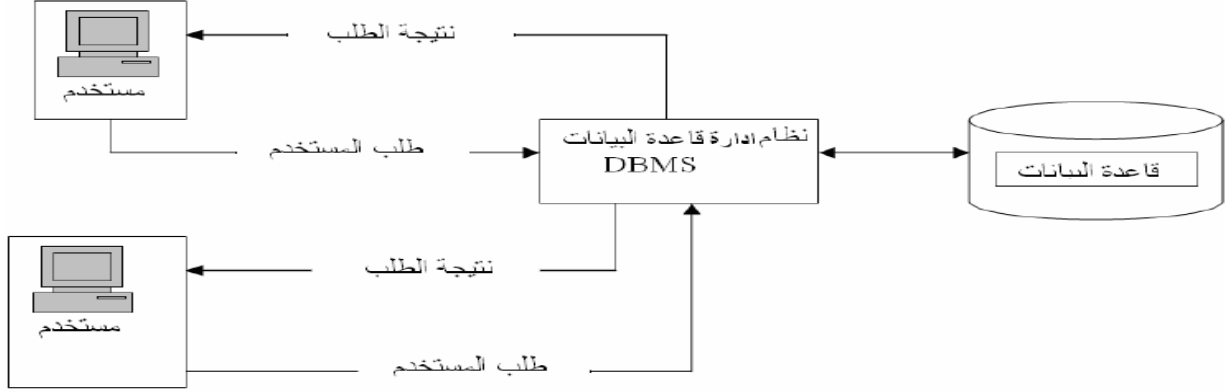 نتيجة الطلب
مستخدم
طلب المستخدم
نظام ادارة قاعدة البيانات
DBMS
قاعدة البيانات
نتيجة الطلب
مستخدم
طلب المستخدم